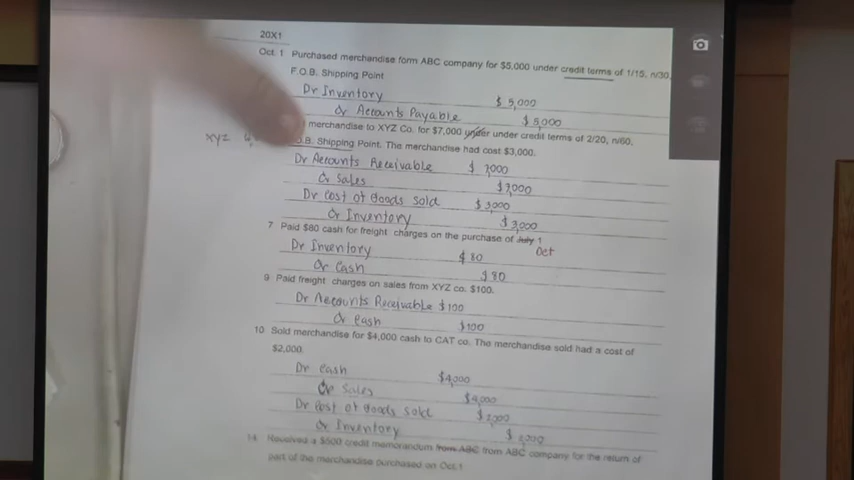 20X1
Oct. 1 Purchased merchandise form ABC company for $5,000 under credit terms of 1/15, n/30,
F.O.B. Shipping Point
Dr Inventory $5,000
Cr Accounts Payable $5,000
merchandise to XYZ Co. for $7,000 under under credit terms of 2/20, n/60.
xyz
O.B. Shipping Point. The merchandise had cost $3,000.
Dr Accounts Receivable $7,000
Cr Sales $7,000
Dr Cost of goods sold $3,000
Cr Inventory $3,000
7 Paid $80 cash for freight charges on the purchase of July 1
Oct
Dr Inventory $80
Cr Cash $80
9 Paid freight charges on sales from XYZ co. $100.
Dr Accounts Receivable $100
Cr Cash $100
10 Sold merchandise for $4,000 cash to CAT co. The merchandise sold had a cost of
$2,000.
Dr Cash $4,000
Cr Sales $4,000
Dr Cost of goods sold $2,000
Cr Inventory $2,000
14 Received a $500 credit memorandum from ABC from ABC company for the return of
part of the merchandise purchased on Oct.1